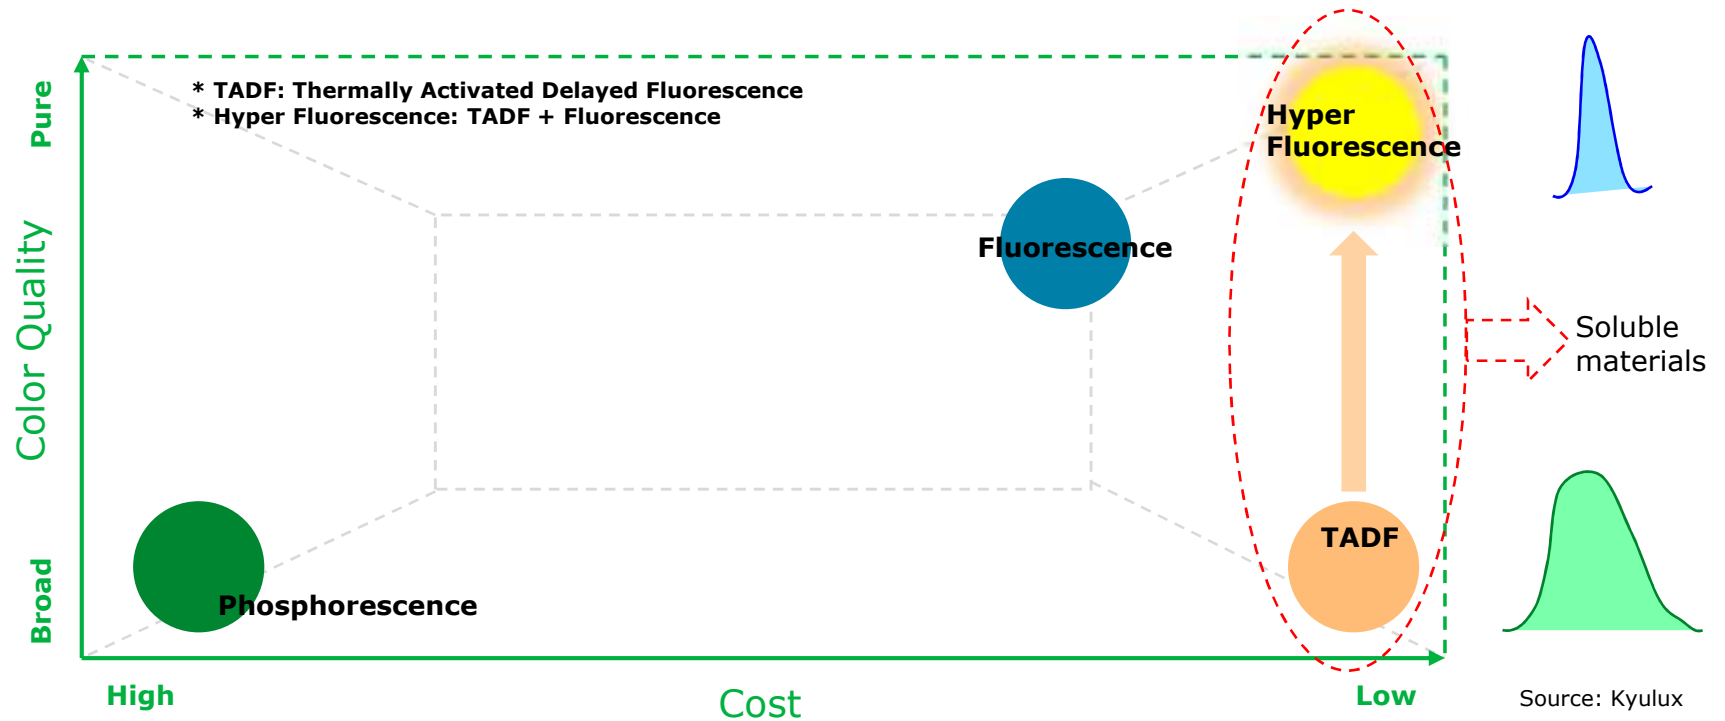 * TADF: Thermally Activated Delayed Fluorescence
* Hyper Fluorescence: TADF + Fluorescence
Pure
Color Quality
Broad
Hyper
Fluorescence
Fluorescence
Soluble
materials
TADF
Phosphorescence
High
Cost
Low
Source: Kyulux